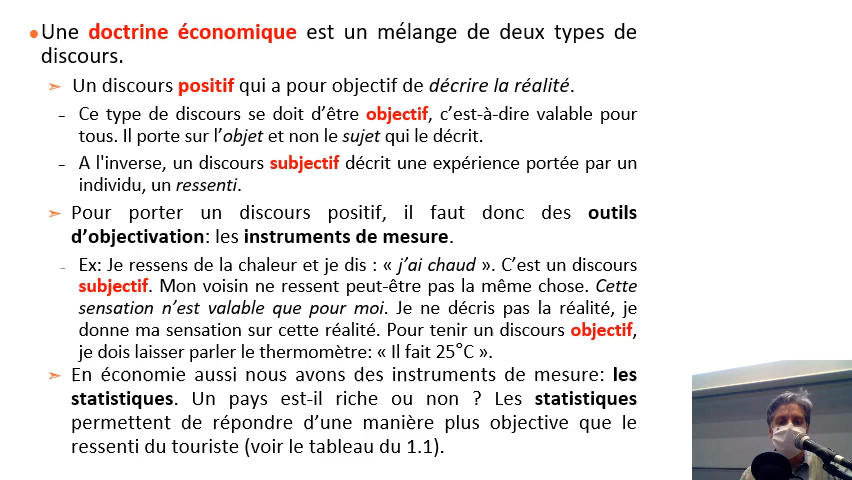 •Une doctrine économique est un mélange de deux types de
discours.
➢ Un discours positif qui a pour objectif de décrire la réalité.
– Ce type de discours se doit d’être objectif, c’est-à-dire valable pour
tous. Il porte sur l’objet et non le sujet qui le décrit.
– A l'inverse, un discours subjectif décrit une expérience portée par un
individu, un ressenti.
➢ Pour porter un discours positif, il faut donc des outils
d’objectivation: les instruments de mesure.
– Ex: Je ressens de la chaleur et je dis : « j’ai chaud ». C’est un discours
subjectif. Mon voisin ne ressent peut-être pas la même chose. Cette
sensation n’est valable que pour moi. Je ne décris pas la réalité, je
donne ma sensation sur cette réalité. Pour tenir un discours objectif,
je dois laisser parler le thermomètre: « Il fait 25°C ».
➢ En économie aussi nous avons des instruments de mesure: les
statistiques. Un pays est-il riche ou non ? Les statistiques
permettent de répondre d’une manière plus objective que le
ressenti du touriste (voir le tableau du 1.1).